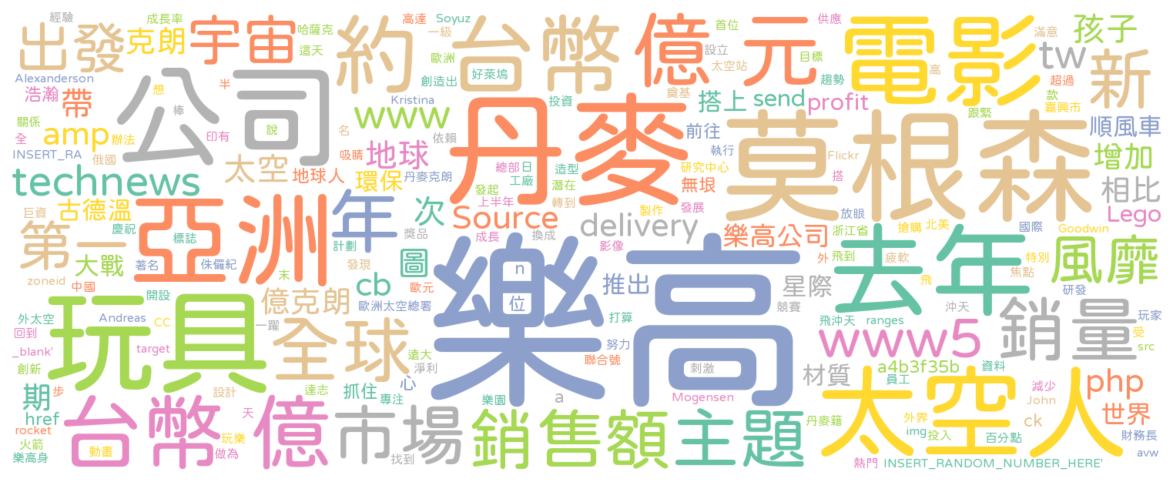 經驗 成長率 高達 Soyuz 首位 供應 滿意
出發 克朗 宇宙 哈薩克 約 台幣 一級 億 元 設立 目標 電影 孩子
這天 歐洲 好萊塢 太空站 趨勢 高 tw 新
Alexanderson 想 半 創造出 奠基 超過
浩瀚 帶 公司 棒 Kristina 投資 搭上 send profit 款 嘉興市
關係 www 丹麥 跟緊
全 amp 辦法 說 印有 名 依賴 前往 莫根森 順風車
INSERT_RA 俄國 太空 吸睛 地球 總部 日 造型 研究中心 執行 Flickr 增加
technews 地球人 環保 丹麥克朗 發起 工廠 潛在 無垠 搭
巨資 古德溫 上半年 轉到 發展 放眼 搶購 北美 相比
慶祝 標誌 亞洲 年 次 Source 獎品 製作 浙江省 國際 Goodwin Lego
第一 計劃 成長 換成 delivery 樂高公司 去年
zoneid 大戰 著名 侏儸紀 發現 圖 影像 外 飛到 疲軟 特別 風靡
中國 末 cb n 推出 星際 飛 焦點 研發
外太空 開設 億克朗 歐元 位 樂高 沖天
回到 Andreas CC 一躍 歐洲太空總署 打算 競賽 飛沖天 ranges 銷量 玩家
_blank' target 玩具 全球 遠大 努力 www5 受
創新 淨利 聯合號 刺激 src
步 設計 達志 心 材質 a4b3f35b 資料
期 抓住 專注 樂園 a Mogensen 員工 減少 php
href 天 John
rocket 台幣 億 市場 銷售額 主題 丹麥籍 外界 太空人 ck 世界
火箭 玩樂 img 投入 百分點 財務長
樂高身 動畫 做為 找到 熱門 INSERT_RANDOM_NUMBER_HERE' avw